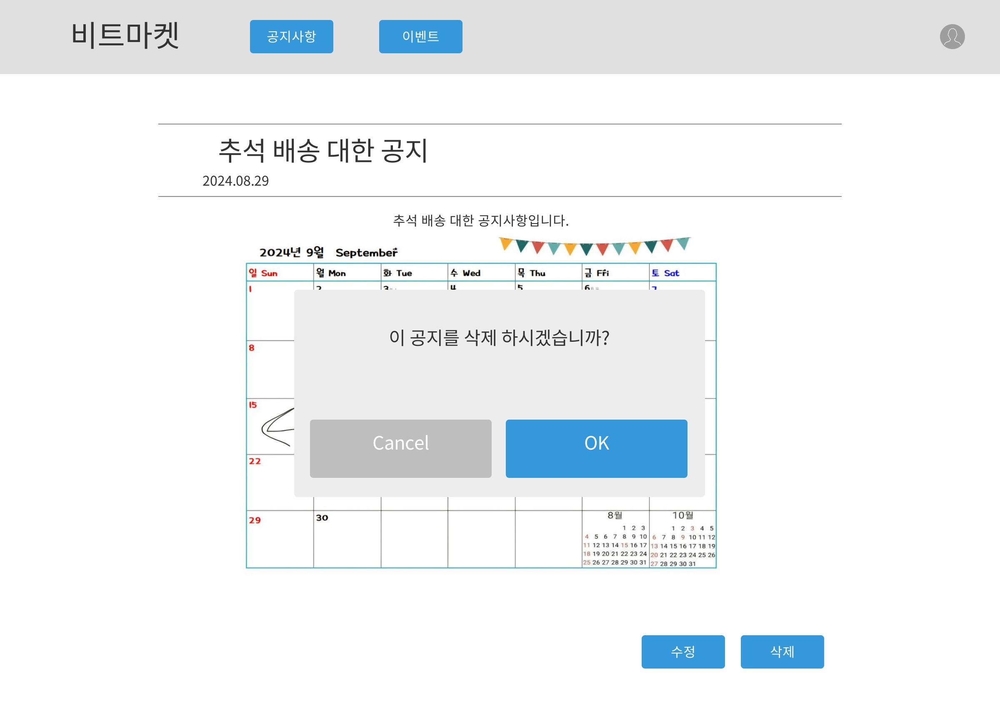 비트마켓 공지사항 이벤트
추석 배송 대한 공지
2024.08.29
추석 배송 대한 공지사항입니다.
2024년 9월 September
일 Sun 월 Mon 화 Tue 수 Wed 목 Thu 금 Fri 토 Sat
1 2 3 4 5 6 7
이 공지를 삭제 하시겠습니까?
8
15
Cancel OK
22
29 30
8월
1 2 3
4 5 6 7 8 9 10
11 12 13 14 15 16 17
18 19 20 21 22 23 24
25 26 27 28 29 30 31
10월
1 2 3 4 5
6 7 8 9 10 11 12
13 14 15 16 17 18 19
20 21 22 23 24 25 26
27 28 29 30 31
수정 삭제